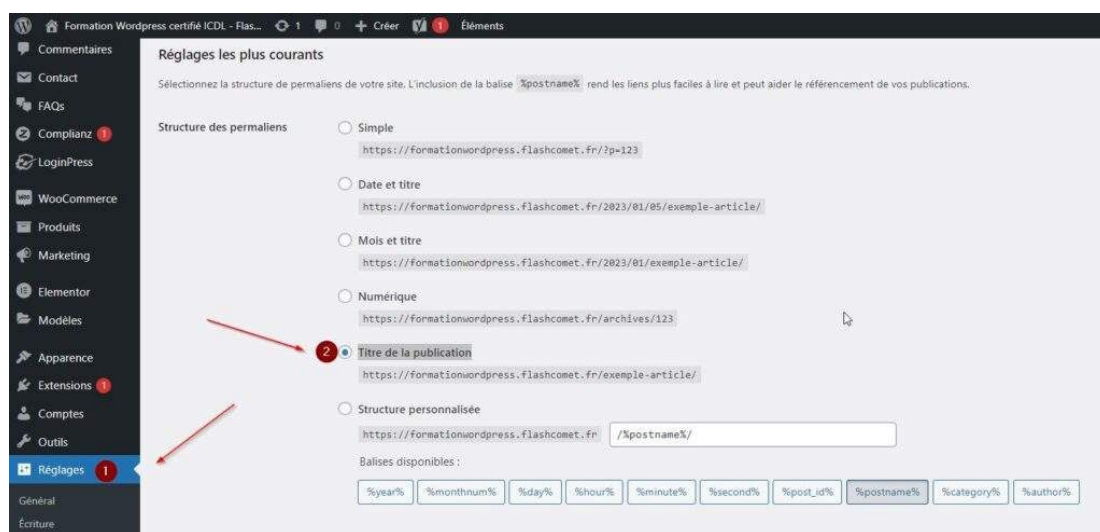 Formation Wordpress certifié ICDL - Flas... 1 0 + Créer 1 Éléments
Commentaires
Contact
FAQs
Complianz 1
LoginPress
WooCommerce
Produits
Marketing
Elementor
Modèles
Apparence
Extensions 1
Comptes
Outils
Réglages 1
Général
Écriture
Réglages les plus courants
Sélectionnez la structure de permaliens de votre site. L'inclusion de la balise %postname% rend les liens plus faciles à lire et peut aider le référencement de vos publications.
Structure des permaliens
Simple
https://formationwordpress.flashcomet.fr/?p=123
Date et titre
https://formationwordpress.flashcomet.fr/2023/01/05/exemple-article/
Mois et titre
https://formationwordpress.flashcomet.fr/2023/01/exemple-article/
Numérique
https://formationwordpress.flashcomet.fr/archives/123
2 Titre de la publication
https://formationwordpress.flashcomet.fr/exemple-article/
Structure personnalisée
https://formationwordpress.flashcomet.fr /%postname%/
Balises disponibles :
%year% %monthnum% %day% %hour% %minute% %second% %post_id% %postname% %category% %author%